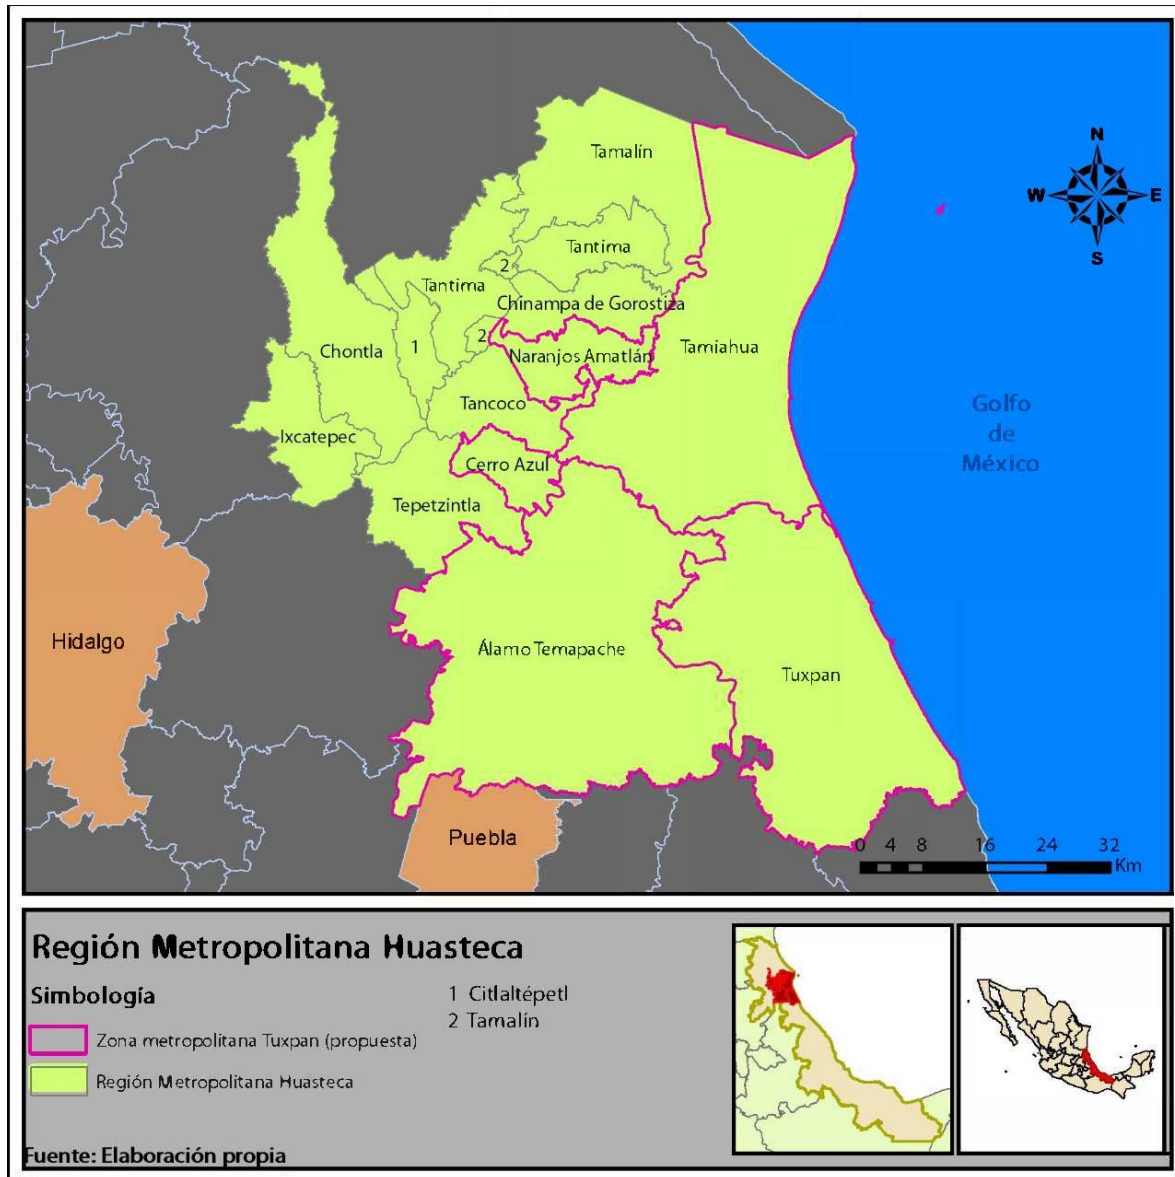 N
W E
S
Tamalín
Tantima
2
Tantima
Chinampa de Gorostiza
2
Chontla
1
Naranjos Amatlán
Tamiahua
Tancoco
Golfo
de
México
Ixcatepec
Cerro Azul
Tepetzintla
Hidalgo
Álamo Temapache
Tuxpan
Puebla
0 4 8 16 24 32
Km
Región Metropolitana Huasteca
Simbología
1 Citlaltépetl
2 Tamalín
Zona metropolitana Tuxpan (propuesta)
Región Metropolitana Huasteca
Fuente: Elaboración propia